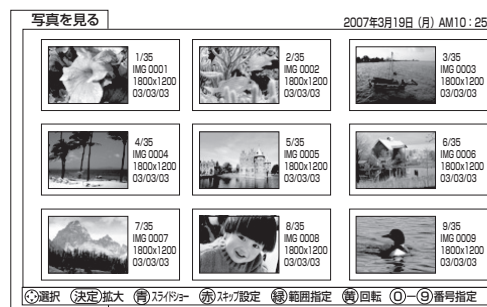 写真を見る
2007年3月19日 (月) AM10:25
1/35
IMG 0001
1800x1200
03/03/03
2/35
IMG 0002
1800x1200
03/03/03
3/35
IMG 0003
1800x1200
03/03/03
4/35
IMG 0004
1800x1200
03/03/03
5/35
IMG 0005
1800x1200
03/03/03
6/35
IMG 0006
1800x1200
03/03/03
7/35
IMG 0007
1800x1200
03/03/03
8/35
IMG 0008
1800x1200
03/03/03
9/35
IMG 0009
1800x1200
03/03/03
選択 決定拡大 青スライドショー 赤スキップ設定 緑範囲指定 黄回転 0-9番号指定